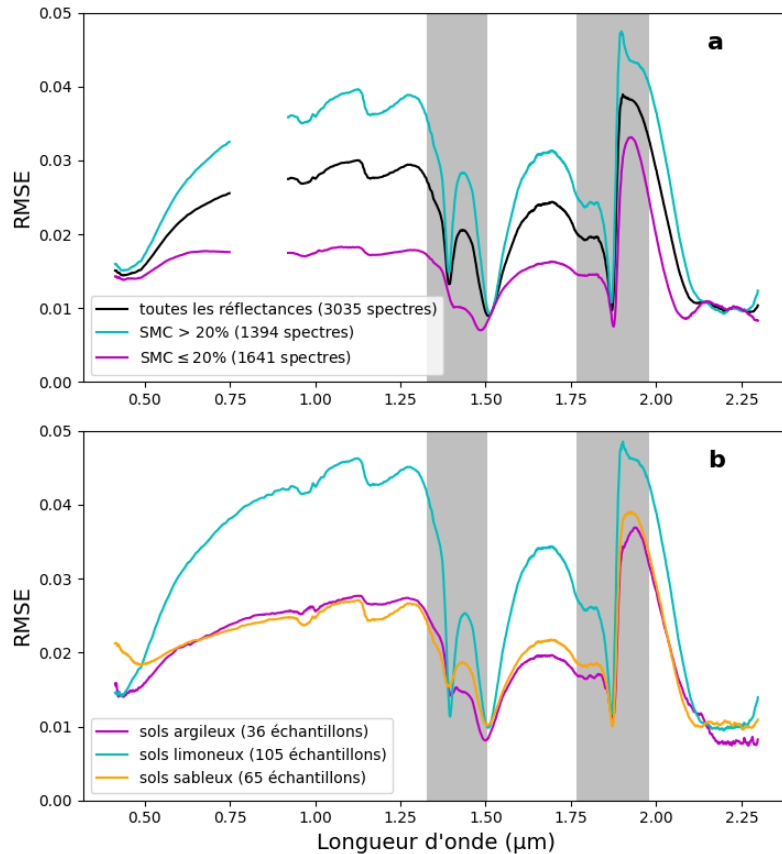 a
0.05
0.04
0.03
0.02
0.01
0.00
RMSE
toutes les réflectances (3035 spectres)
SMC > 20% (1394 spectres)
SMC ≤ 20% (1641 spectres)
0.50 0.75 1.00 1.25 1.50 1.75 2.00 2.25
b
0.05
0.04
0.03
0.02
0.01
0.00
RMSE
sols argileux (36 échantillons)
sols limoneux (105 échantillons)
sols sableux (65 échantillons)
0.50 0.75 1.00 1.25 1.50 1.75 2.00 2.25
Longueur d'onde (μm)